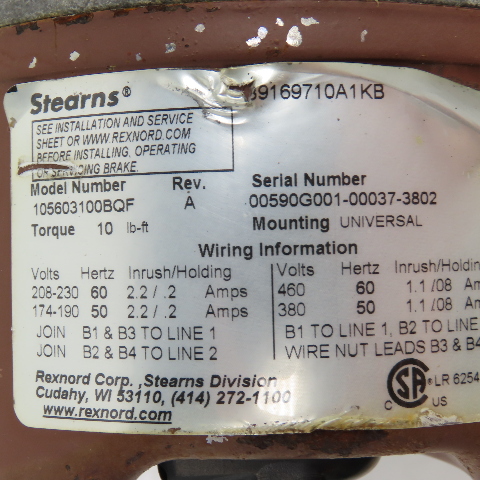 Stearns®
39169710A1KB
SEE INSTALLATION AND SERVICE
SHEET OR WWW.REXNORD.COM
BEFORE INSTALLING, OPERATING
OR SERVICING BRAKE.
Model Number Rev. Serial Number
105603100BQF A 00590G001-00037-3802
Torque 10 lb-ft Mounting UNIVERSAL
Wiring Information
Volts Hertz Inrush/Holding Volts Hertz Inrush/Holding
208-230 60 2.2 / .2 Amps 460 60 1.1 /.08 Am
174-190 50 2.2 / .2 Amps 380 50 1.1 /.08 Am
JOIN B1 & B3 TO LINE 1 B1 TO LINE 1, B2 TO LINE
JOIN B2 & B4 TO LINE 2 WIRE NUT LEADS B3 & B4
Rexnord Corp. ,Stearns Division
Cudahy, WI 53110, (414) 272-1100
www.rexnord.com
C SA ® US LR 6254